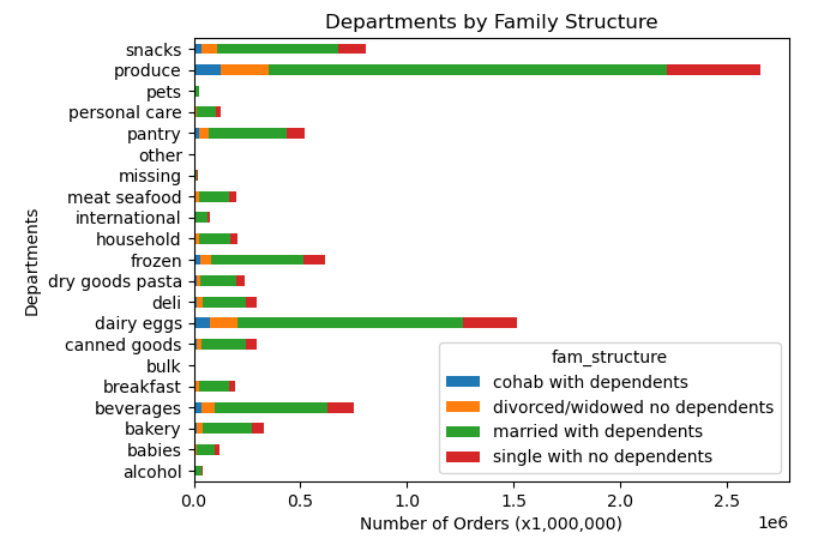 Departments by Family Structure
snacks
produce
pets
personal care
pantry
other
missing
meat seafood
international
household
frozen
dry goods pasta
deli
dairy eggs
canned goods
bulk
breakfast
beverages
bakery
babies
alcohol
Departments
fam_structure
cohab with dependents
divorced/widowed no dependents
married with dependents
single with no dependents
0.0 0.5 1.0 1.5 2.0 2.5
1e6
Number of Orders (x1,000,000)